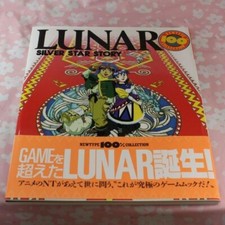 LUNAR
SILVER STAR STORY
NEWTYPE 100% COLLECTION
GAMEを
超えた LUNAR誕生!
アニメのNTがあえて世に問う、これが究極のゲームムックだ!